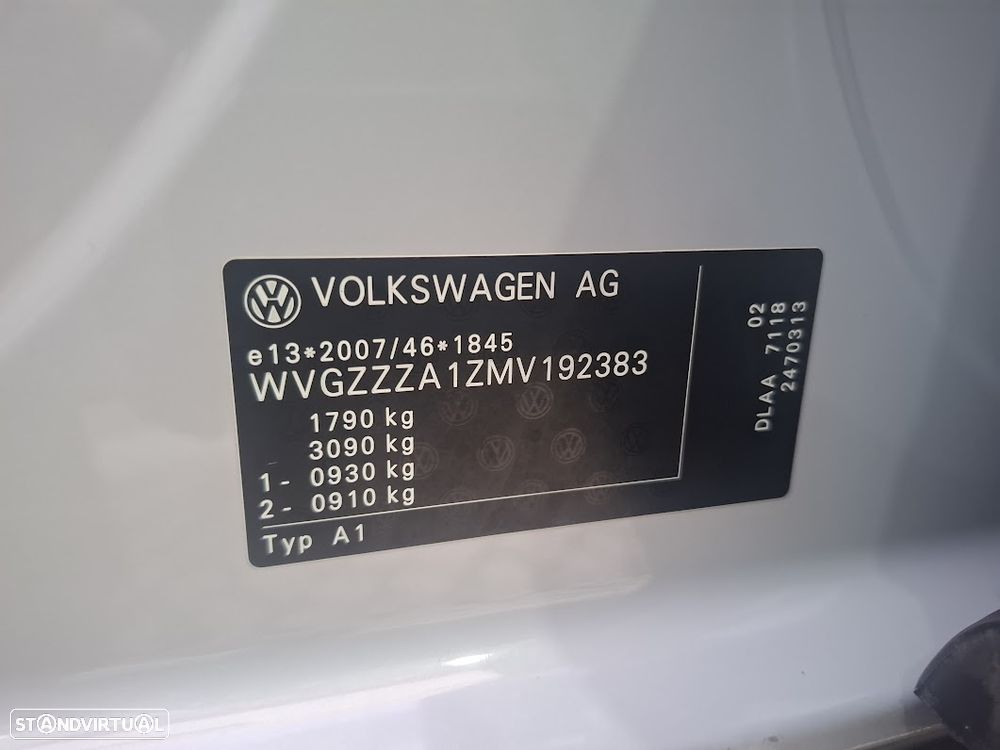 VOLKSWAGEN AG
e13*2007/46*1845
WVGZZZA1ZMV192383
1790 kg
3090 kg
1- 0930 kg
2- 0910 kg
Typ A1
02
DLAA 7118
2470313
STANDVIRTUAL